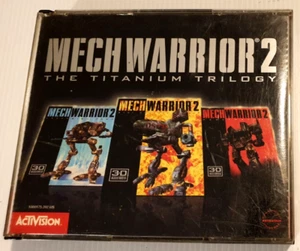 MECHWARRIOR 2
THE TITANIUM TRILOGY
MECHWARRIOR 2
MECHWARRIOR 2
MECHWARRIOR 2
3D
3D
3D
ACTIVISION.